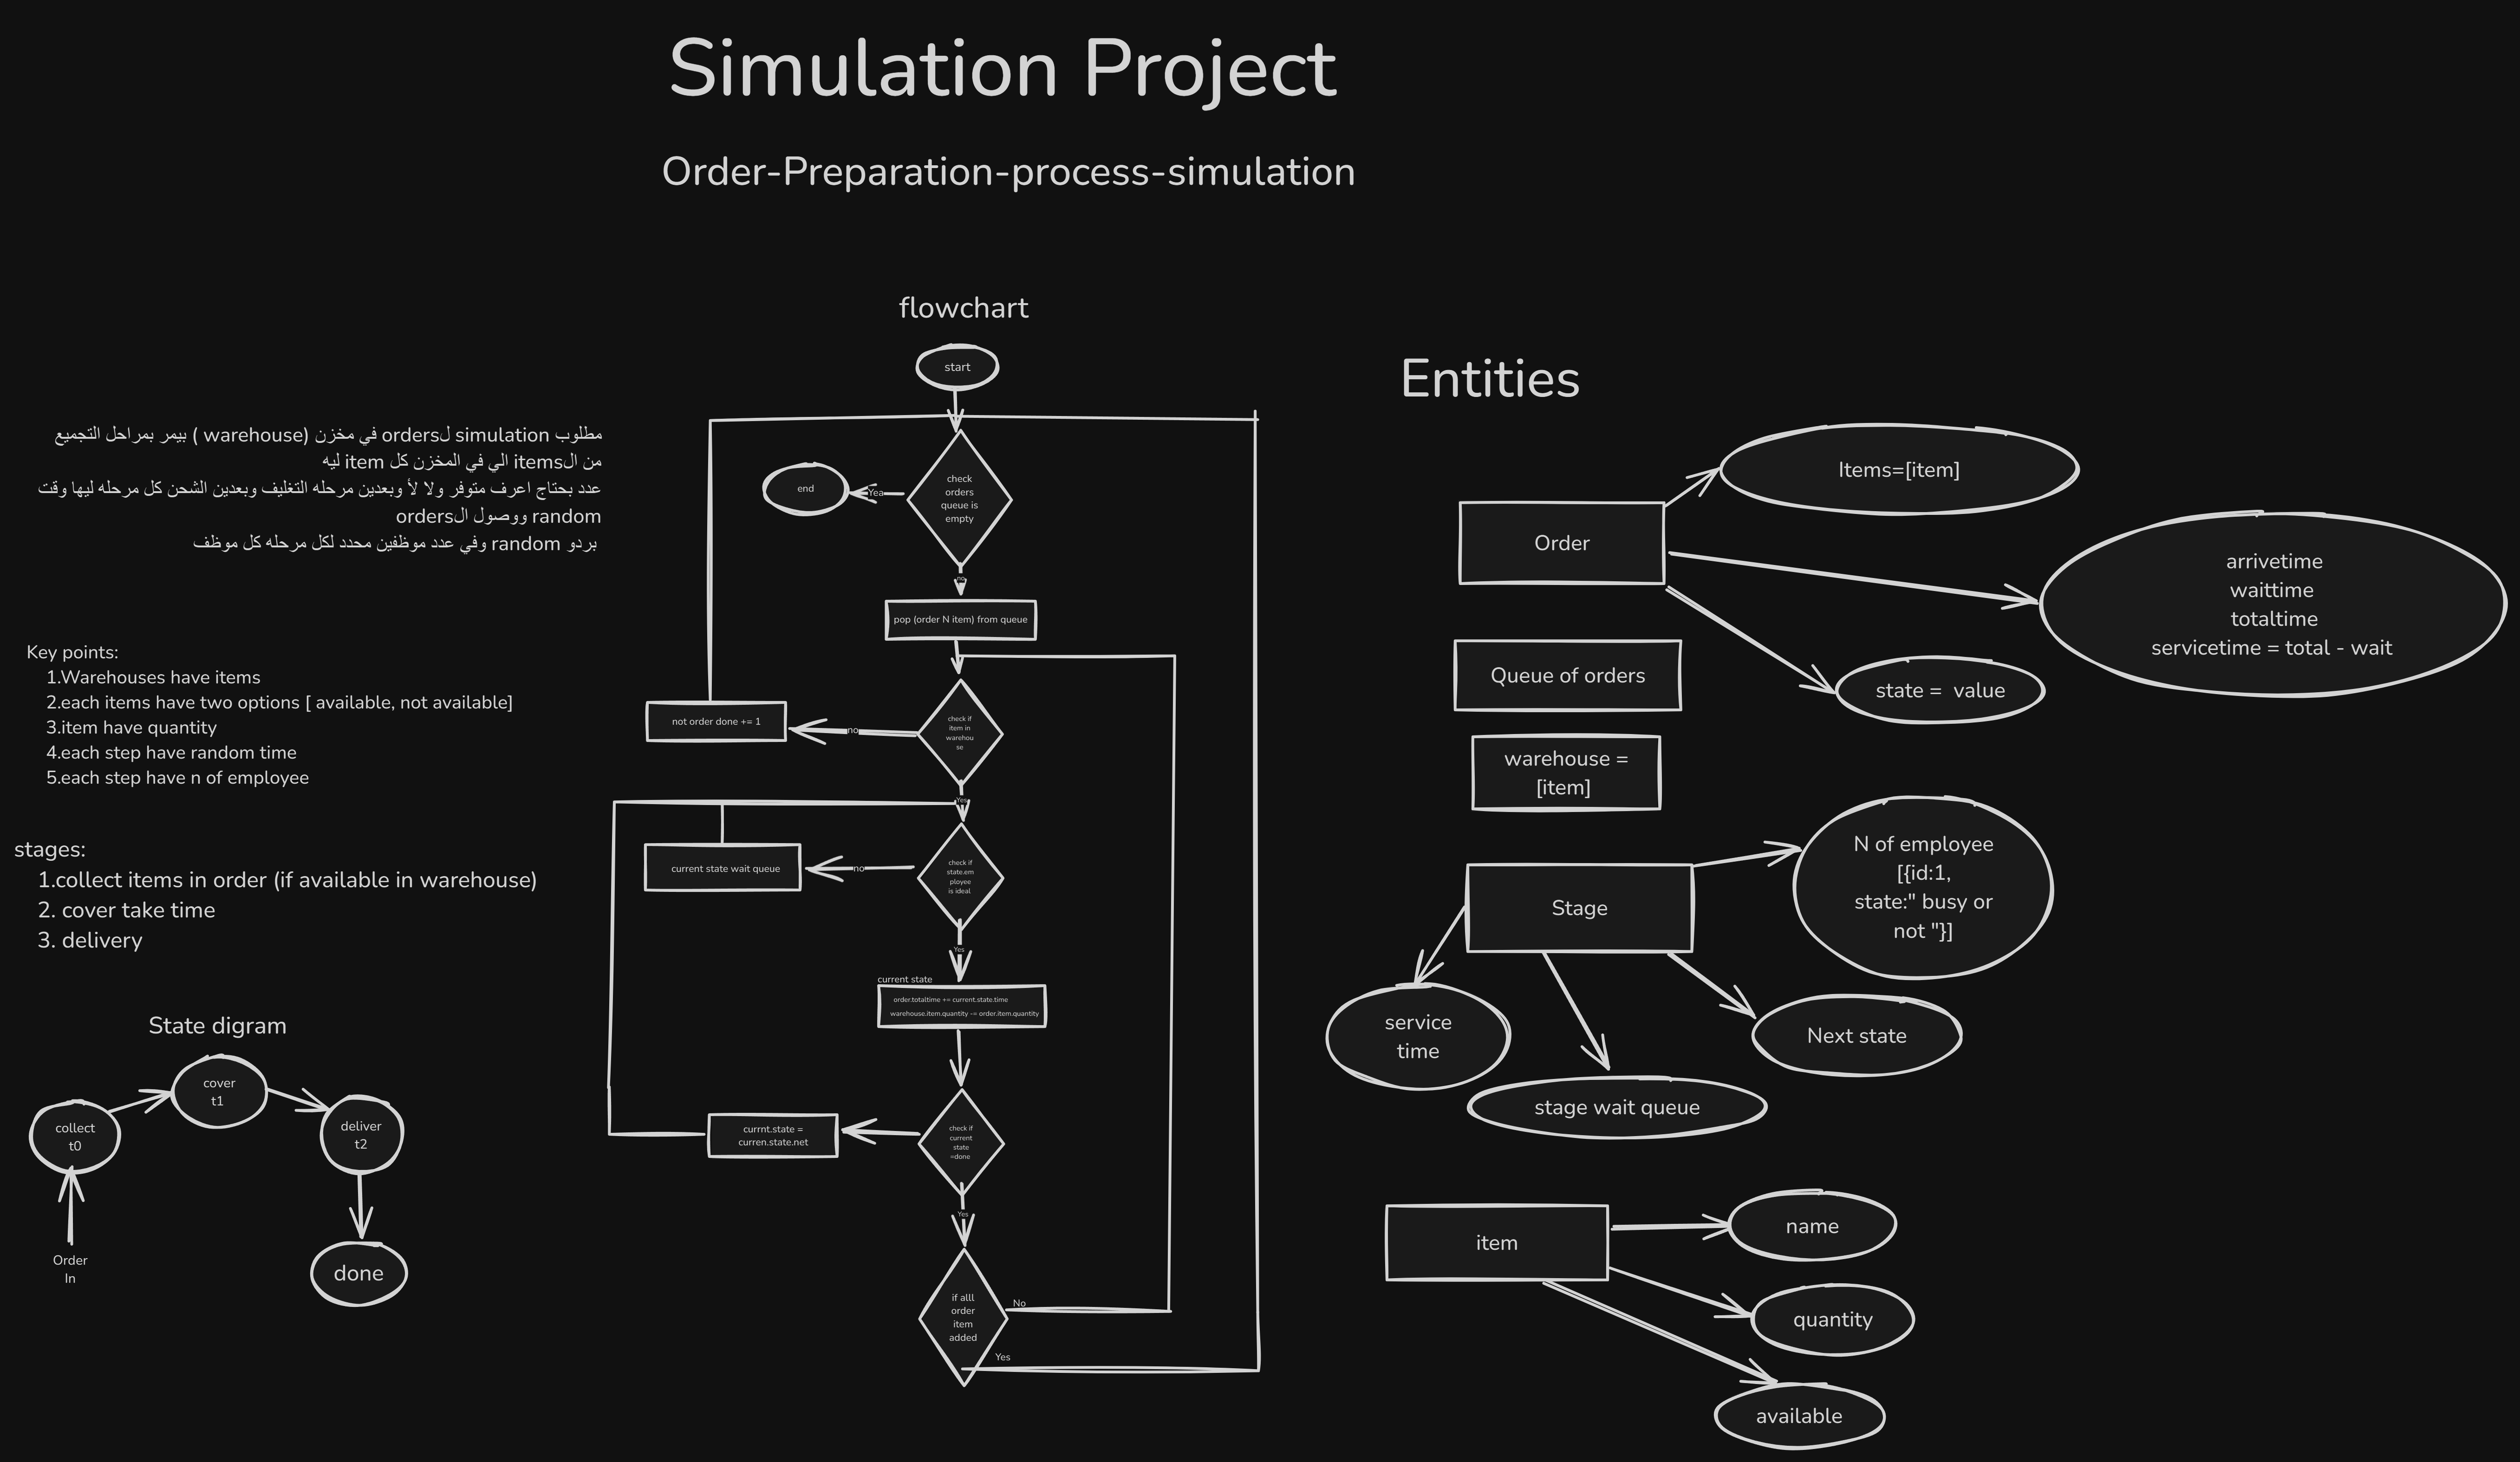 Simulation Project
Order-Preparation-process-simulation
مطلوب simulation لorders في مخزن (warehouse ) بيمر بمراحل التجميع
من الitems الي في المخزن كل item ليه
عدد بحتاج اعرف متوفر ولا لأ وبعدين مرحله التغليف وبعدين الشحن كل مرحله ليها وقت
random ووصول الorders
بردو random وفي عدد موظفين محدد لكل مرحله كل موظف
Key points:
1.Warehouses have items
2.each items have two options [ available, not available]
3.item have quantity
4.each step have random time
5.each step have n of employee
stages:
1.collect items in order (if available in warehouse)
2. cover take time
3. delivery
State digram
cover
t1
collect
t0
deliver
t2
Order
In
done
flowchart
start
check
orders
queue is
empty
Yea
end
no
pop (order N item) from queue
check if
item in
warehou
se
no
not order done += 1
Yes
check if
state.em
ployee
is ideal
no
current state wait queue
Yes
current state
order.totaltime += current.state.time
warehouse.item.quantity -= order.item.quantity
check if
current
state
=done
currnt.state =
curren.state.net
Yes
if alll
order
item
added
No
Yes
Entities
Order
Items=[item]
arrivetime
waittime
totaltime
servicetime = total - wait
state =  value
Queue of orders
warehouse =
[item]
Stage
N of employee
[{id:1,
state:" busy or
not "}]
service
time
Next state
stage wait queue
item
name
quantity
available